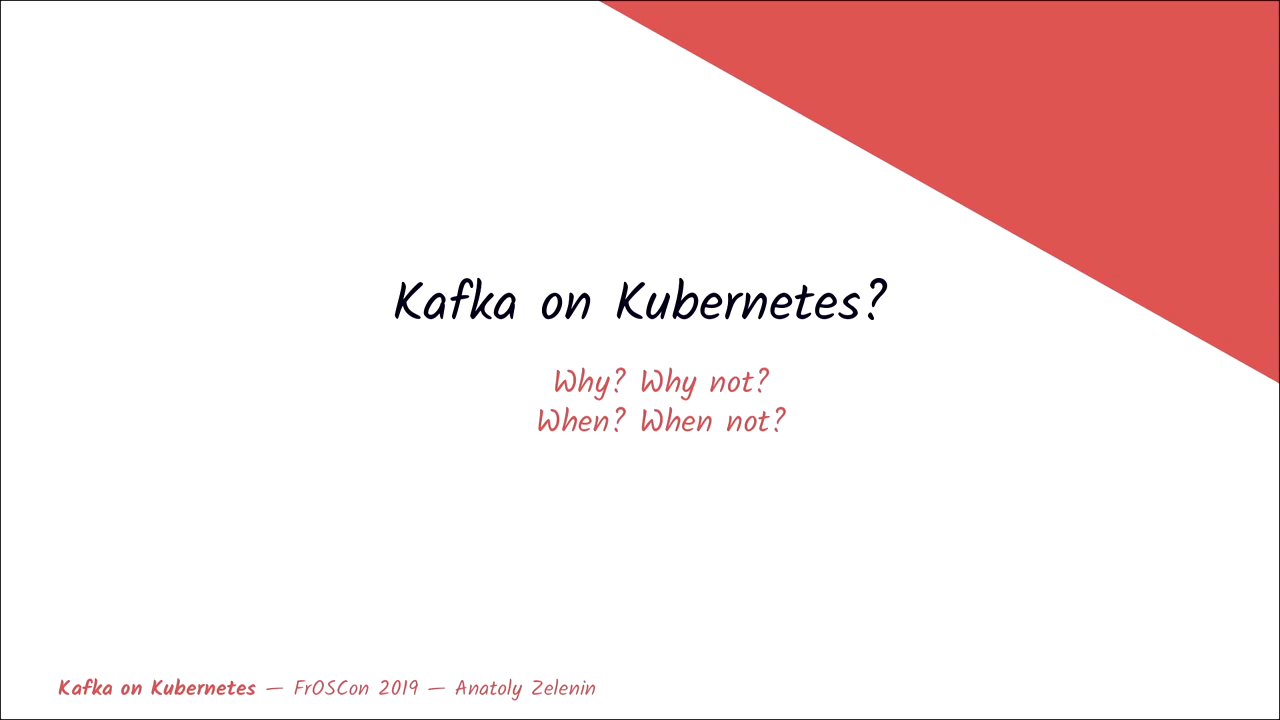 Kafka on Kubernetes?
Why? Why not?
When? When not?
Kafka on Kubernetes — FrOSCon 2019 — Anatoly Zelenin